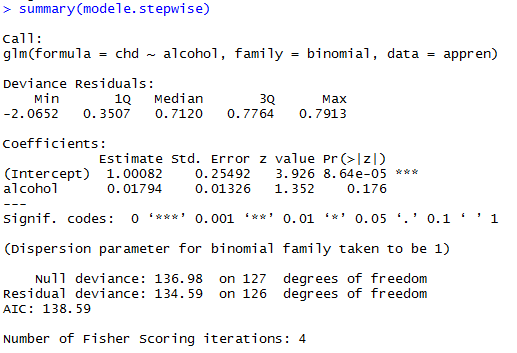 > summary(modele.stepwise)
Call:
glm(formula = chd ~ alcohol, family = binomial, data = appren)
Deviance Residuals:
    Min      1Q  Median      3Q     Max
-2.0652  0.3507  0.7120  0.7764  0.7913
Coefficients:
            Estimate Std. Error z value Pr(>|z|)
(Intercept)  1.00082    0.25492   3.926 8.64e-05 ***
alcohol      0.01794    0.01326   1.352    0.176
---
Signif. codes:  0 ‘***’ 0.001 ‘**’ 0.01 ‘*’ 0.05 ‘.’ 0.1 ‘ ’ 1
(Dispersion parameter for binomial family taken to be 1)
    Null deviance: 136.98  on 127  degrees of freedom
Residual deviance: 134.59  on 126  degrees of freedom
AIC: 138.59
Number of Fisher Scoring iterations: 4